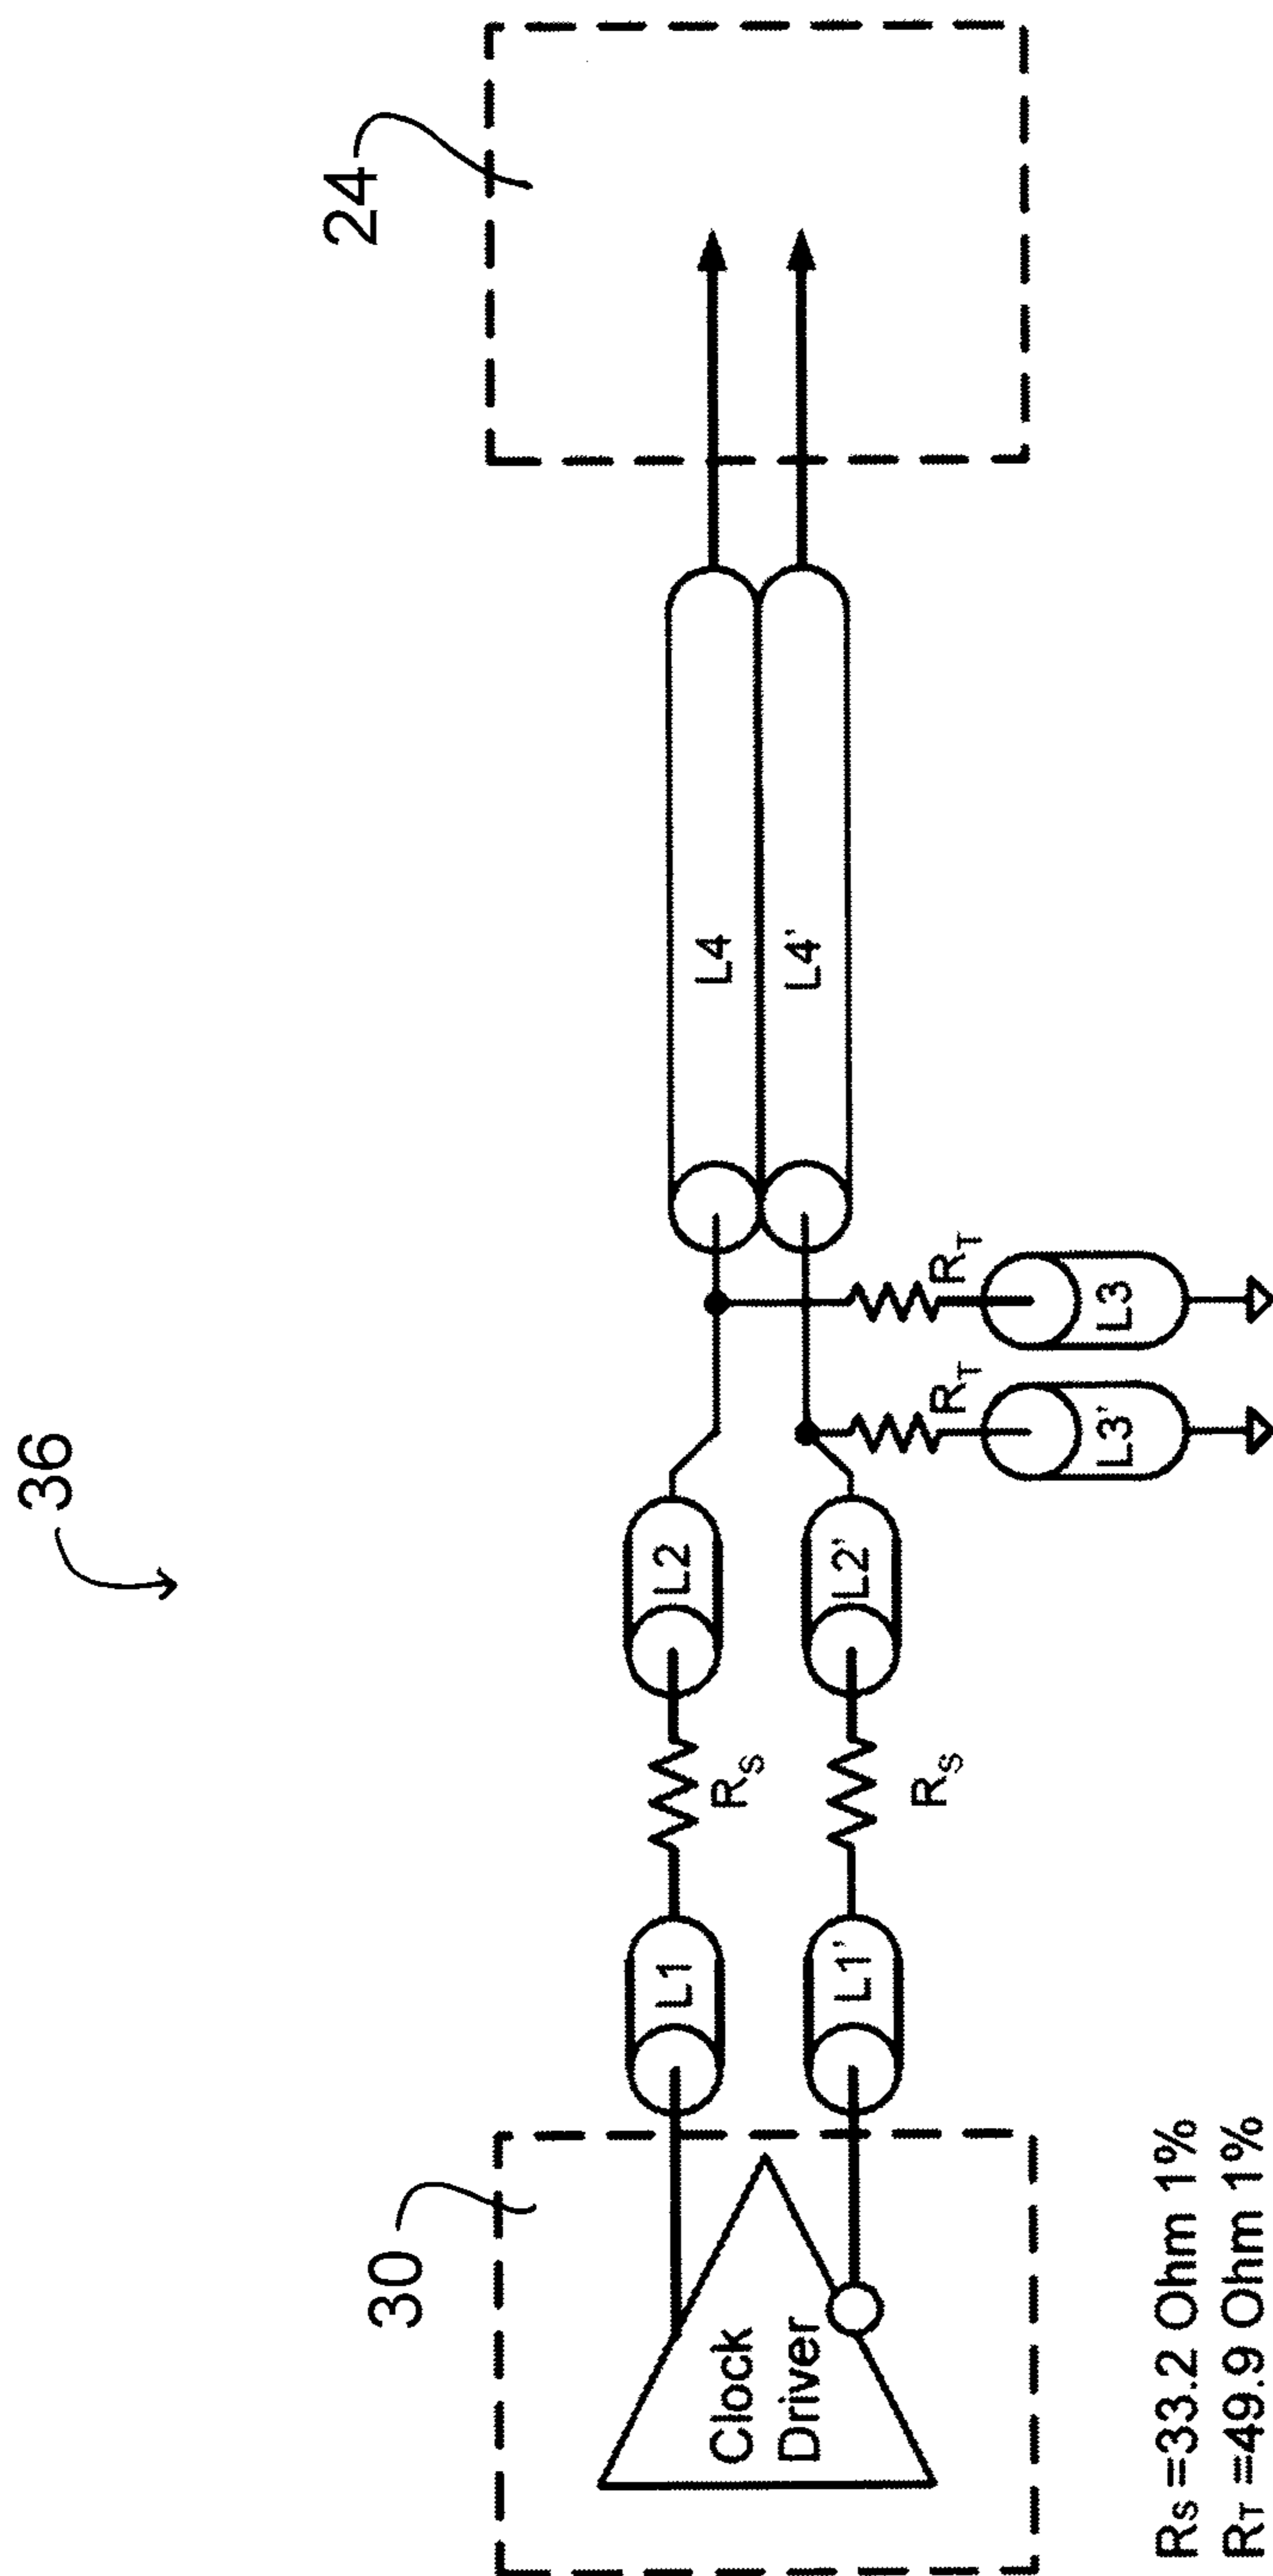 36
24
30
Clock
Driver
L1
L1'
R_S
R_S
L2
L2'
R_T
R_T
L3'
L3
L4
L4'
R_S =33.2 Ohm 1%
R_T =49.9 Ohm 1%